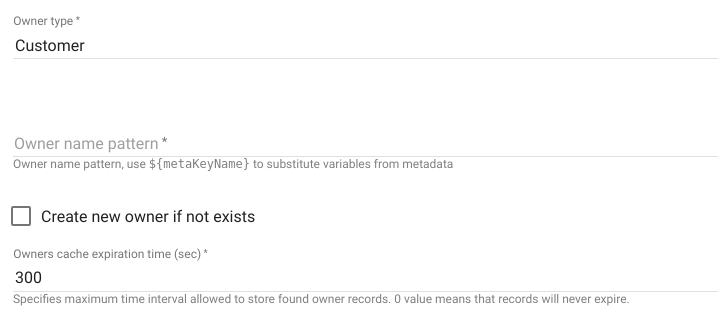 Owner type *
Customer
Owner name pattern *
Owner name pattern, use ${metaKeyName} to substitute variables from metadata
Create new owner if not exists
Owners cache expiration time (sec) *
300
Specifies maximum time interval allowed to store found owner records. 0 value means that records will never expire.